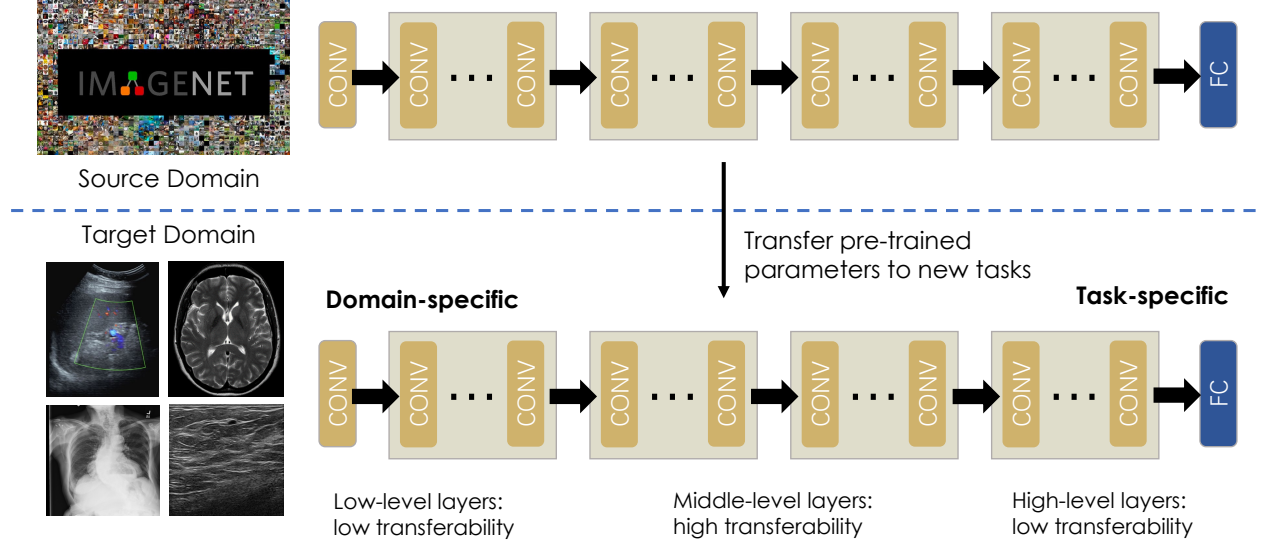 IMAGENET
CONV CONV ... CONV CONV ... CONV CONV ... CONV CONV ... CONV FC
Source Domain
Target Domain
Transfer pre-trained
parameters to new tasks
Domain-specific
Task-specific
CONV CONV ... CONV CONV ... CONV CONV ... CONV CONV ... CONV FC
Low-level layers:
low transferability
Middle-level layers:
high transferability
High-level layers:
low transferability